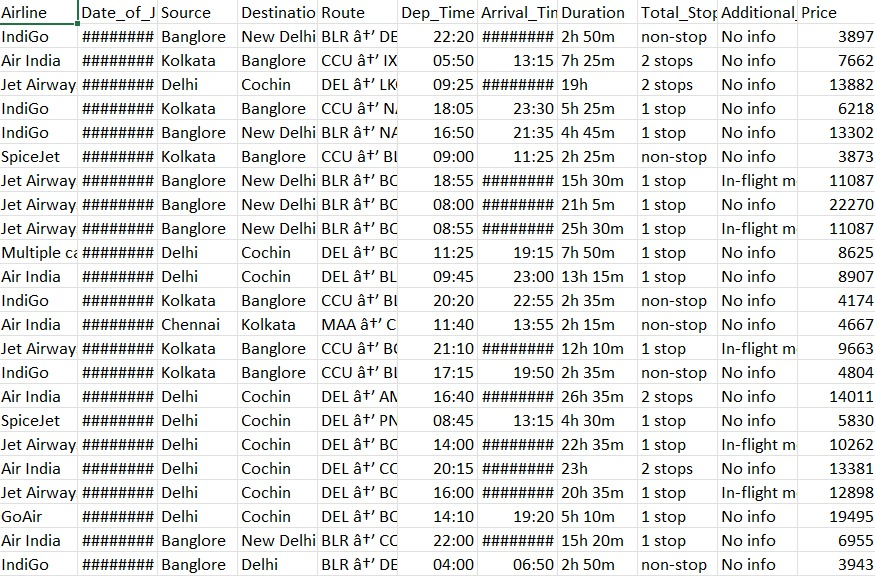 Airline Date_of_J Source Destinatio Route Dep_Time Arrival_Tin Duration Total_Stop Additional_ Price
IndiGo ######## Banglore New Delhi BLR â†’ DE 22:20 ######## 2h 50m non-stop No info 3897
Air India ######## Kolkata Banglore CCU â†’ IX 05:50 13:15 7h 25m 2 stops No info 7662
Jet Airway ######## Delhi Cochin DEL â†’ LK 09:25 ######## 19h 2 stops No info 13882
IndiGo ######## Kolkata Banglore CCU â†’ NA 18:05 23:30 5h 25m 1 stop No info 6218
IndiGo ######## Banglore New Delhi BLR â†’ NA 16:50 21:35 4h 45m 1 stop No info 13302
SpiceJet ######## Kolkata Banglore CCU â†’ BL 09:00 11:25 2h 25m non-stop No info 3873
Jet Airway ######## Banglore New Delhi BLR â†’ BO 18:55 ######## 15h 30m 1 stop In-flight m 11087
Jet Airway ######## Banglore New Delhi BLR â†’ BO 08:00 ######## 21h 5m 1 stop No info 22270
Jet Airway ######## Banglore New Delhi BLR â†’ BO 08:55 ######## 25h 30m 1 stop In-flight m 11087
Multiple ca ######## Delhi Cochin DEL â†’ BO 11:25 19:15 7h 50m 1 stop No info 8625
Air India ######## Delhi Cochin DEL â†’ BL 09:45 23:00 13h 15m 1 stop No info 8907
IndiGo ######## Kolkata Banglore CCU â†’ BL 20:20 22:55 2h 35m non-stop No info 4174
Air India ######## Chennai Kolkata MAA â†’ C 11:40 13:55 2h 15m non-stop No info 4667
Jet Airway ######## Kolkata Banglore CCU â†’ BO 21:10 ######## 12h 10m 1 stop In-flight m 9663
IndiGo ######## Kolkata Banglore CCU â†’ BL 17:15 19:50 2h 35m non-stop No info 4804
Air India ######## Delhi Cochin DEL â†’ AM 16:40 ######## 26h 35m 2 stops No info 14011
SpiceJet ######## Delhi Cochin DEL â†’ PN 08:45 13:15 4h 30m 1 stop No info 5830
Jet Airway ######## Delhi Cochin DEL â†’ BO 14:00 ######## 22h 35m 1 stop In-flight m 10262
Air India ######## Delhi Cochin DEL â†’ CC 20:15 ######## 23h 2 stops No info 13381
Jet Airway ######## Delhi Cochin DEL â†’ BO 16:00 ######## 20h 35m 1 stop In-flight m 12898
GoAir ######## Delhi Cochin DEL â†’ BO 14:10 19:20 5h 10m 1 stop No info 19495
Air India ######## Banglore New Delhi BLR â†’ CC 22:00 ######## 15h 20m 1 stop No info 6955
IndiGo ######## Banglore Delhi BLR â†’ DE 04:00 06:50 2h 50m non-stop No info 3943